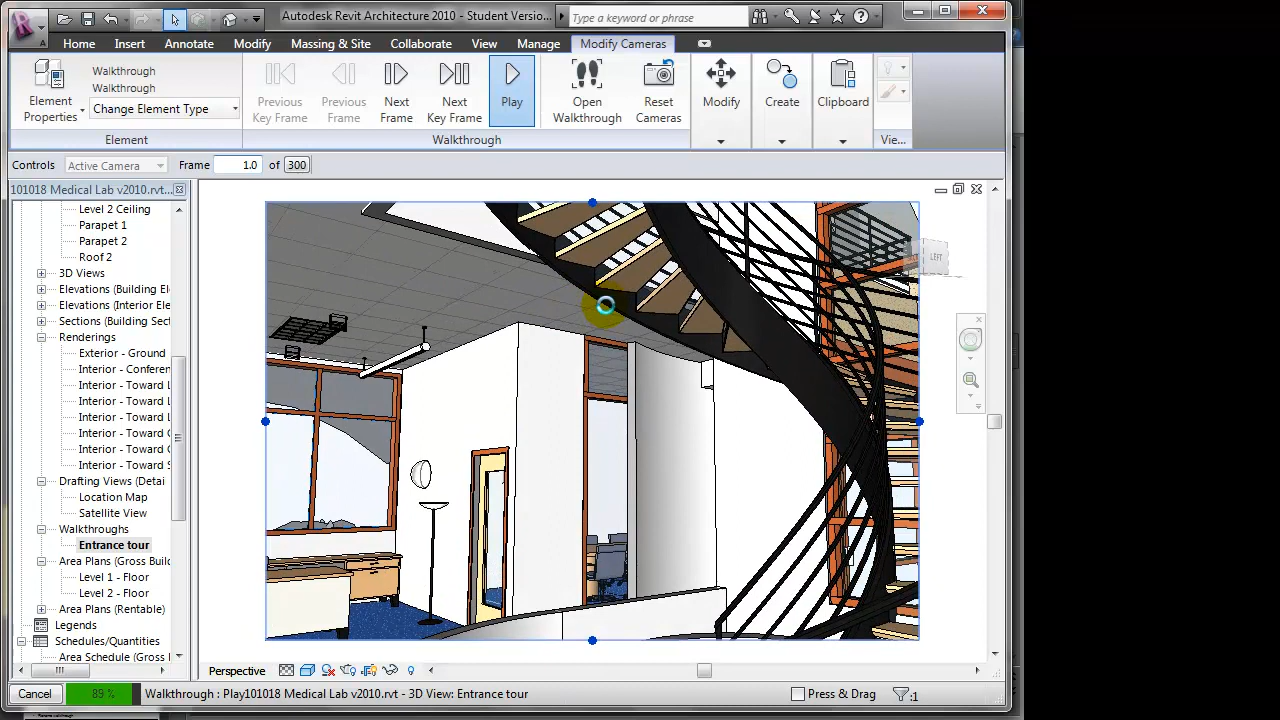 Autodesk Revit Architecture 2010 - Student Versio...
Type a keyword or phrase
Home Insert Annotate Modify Massing & Site Collaborate View Manage Modify Cameras
Element Properties
Walkthrough
Walkthrough
Change Element Type
Previous Key Frame
Previous Frame
Next Frame
Next Key Frame
Play
Open Walkthrough
Reset Cameras
Modify
Create
Clipboard
Element
Walkthrough
Vie...
Controls Active Camera Frame 1.0 of 300
101018 Medical Lab v2010.rvt...
Level 2 Ceiling
Parapet 1
Parapet 2
Roof 2
3D Views
Elevations (Building Elev
Elevations (Interior Elev
Sections (Building Sect
Renderings
Exterior - Ground
Interior - Conferen
Interior - Toward L
Interior - Toward L
Interior - Toward L
Interior - Toward C
Interior - Toward C
Interior - Toward S
Drafting Views (Detai
Location Map
Satellite View
Walkthroughs
Entrance tour
Area Plans (Gross Build
Level 1 - Floor
Level 2 - Floor
Area Plans (Rentable)
Legends
Schedules/Quantities
Area Schedule (Gross
LEFT
Perspective
Cancel 89 % Walkthrough : Play101018 Medical Lab v2010.rvt - 3D View: Entrance tour Press & Drag :1